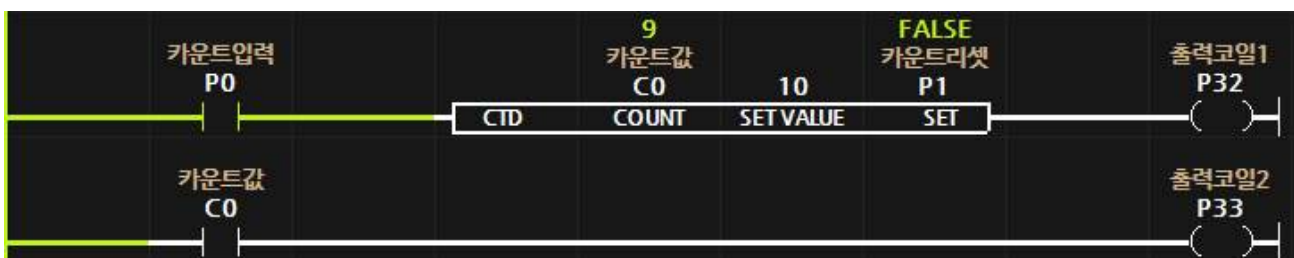 9 FALSE
카운트입력 카운트값 카운트리셋 출력코일1
P0 C0 10 P1 P32
CTD COUNT SET VALUE SET
카운트값 출력코일2
C0 P33